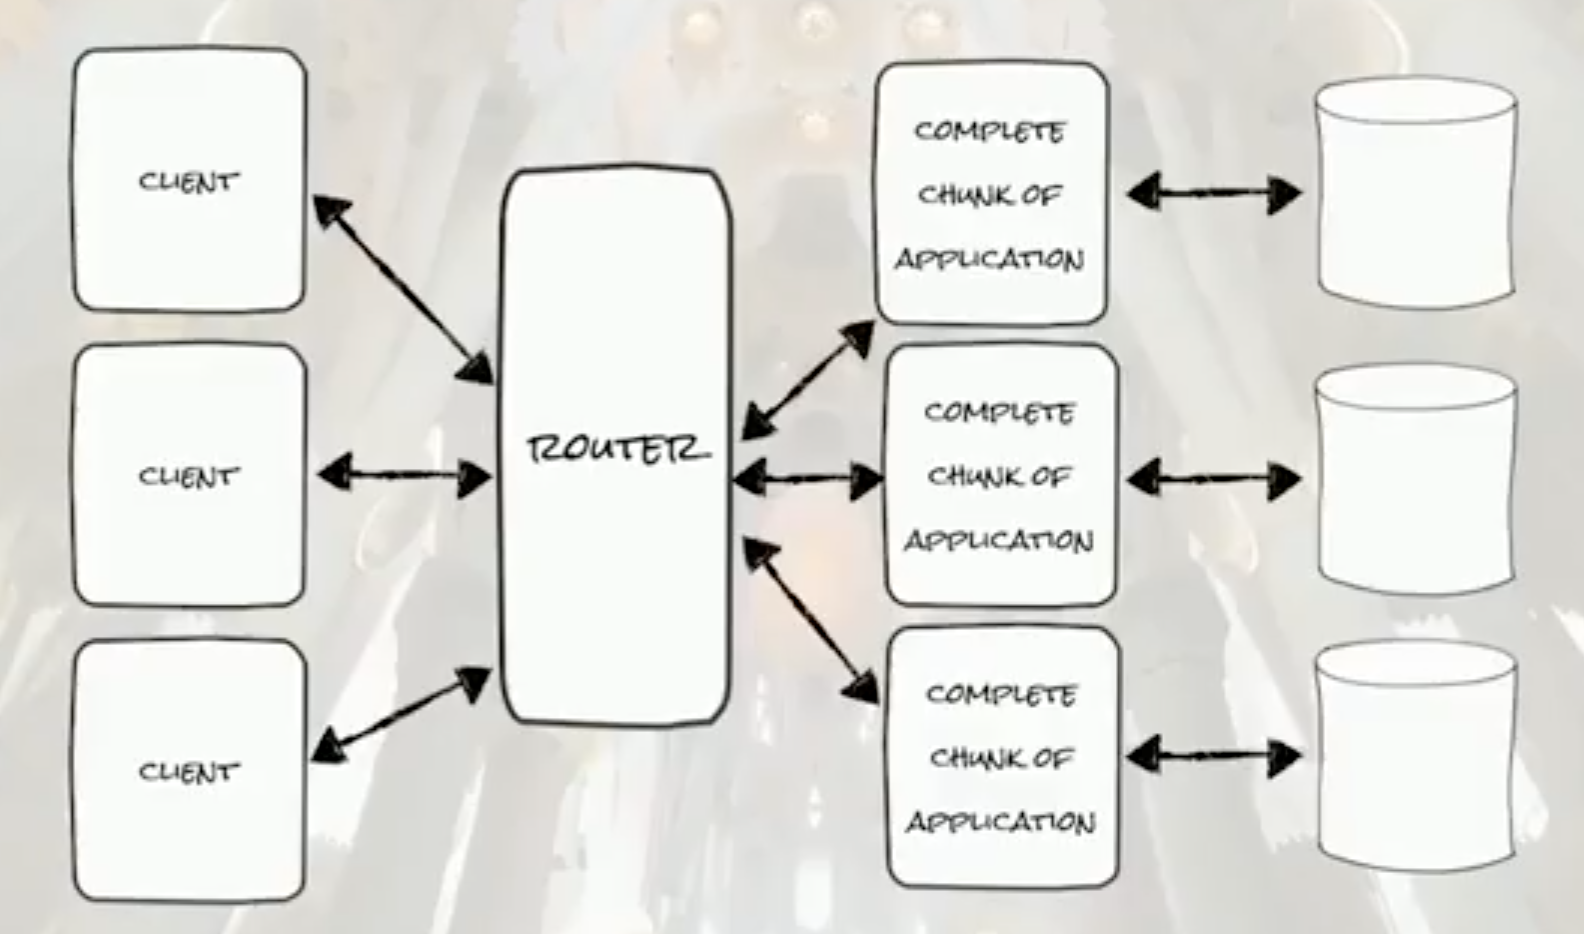 CLIENT
CLIENT
CLIENT
ROUTER
COMPLETE
CHUNK OF
APPLICATION
COMPLETE
CHUNK OF
APPLICATION
COMPLETE
CHUNK OF
APPLICATION